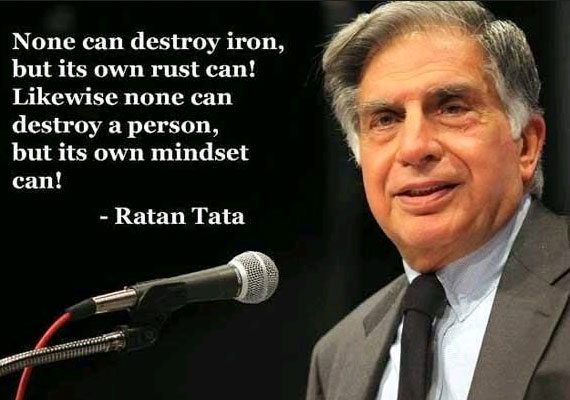 None can destroy iron,
but its own rust can!
Likewise none can
destroy a person,
but its own mindset
can!
- Ratan Tata